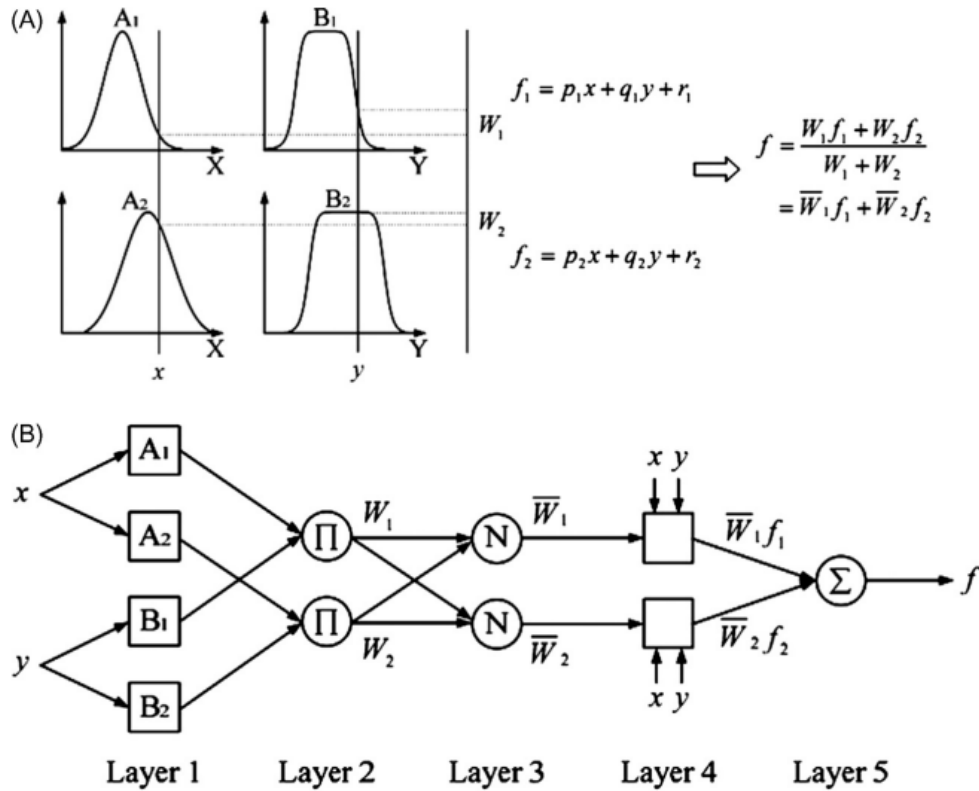 (A)
A₁
B₁
f₁ = p₁x + q₁y + r₁
W₁
X
Y
f = (W₁f₁ + W₂f₂) / (W₁ + W₂)
= W̅₁f₁ + W̅₂f₂
A₂
B₂
W₂
f₂ = p₂x + q₂y + r₂
X
Y
x
y
(B)
A₁
x y
x
W₁
W̅₁
W̅₁f₁
A₂
Π
N
Σ
f
B₁
Π
N
y
W₂
W̅₂
W̅₂f₂
B₂
x y
Layer 1 Layer 2 Layer 3 Layer 4 Layer 5